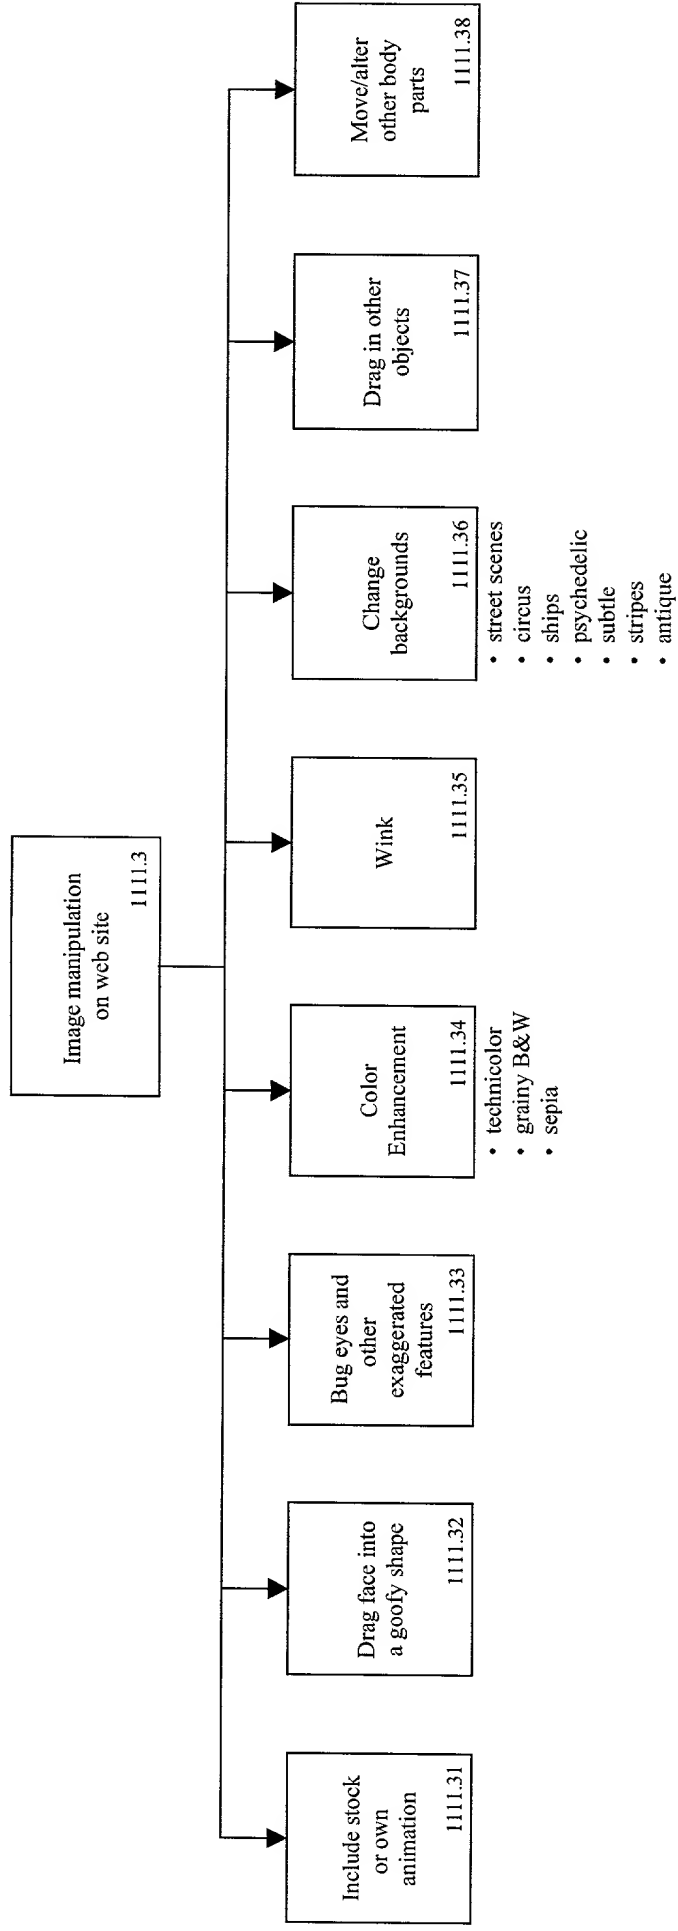 Image manipulation
on web site
1111.3
Include stock
or own
animation
1111.31
Drag face into
a goofy shape
1111.32
Bug eyes and
other
exaggerated
features
1111.33
Color
Enhancement
1111.34
• technicolor
• grainy B&W
• sepia
Wink
1111.35
Change
backgrounds
1111.36
• street scenes
• circus
• ships
• psychedelic
• subtle
• stripes
• antique
Drag in other
objects
1111.37
Move/alter
other body
parts
1111.38